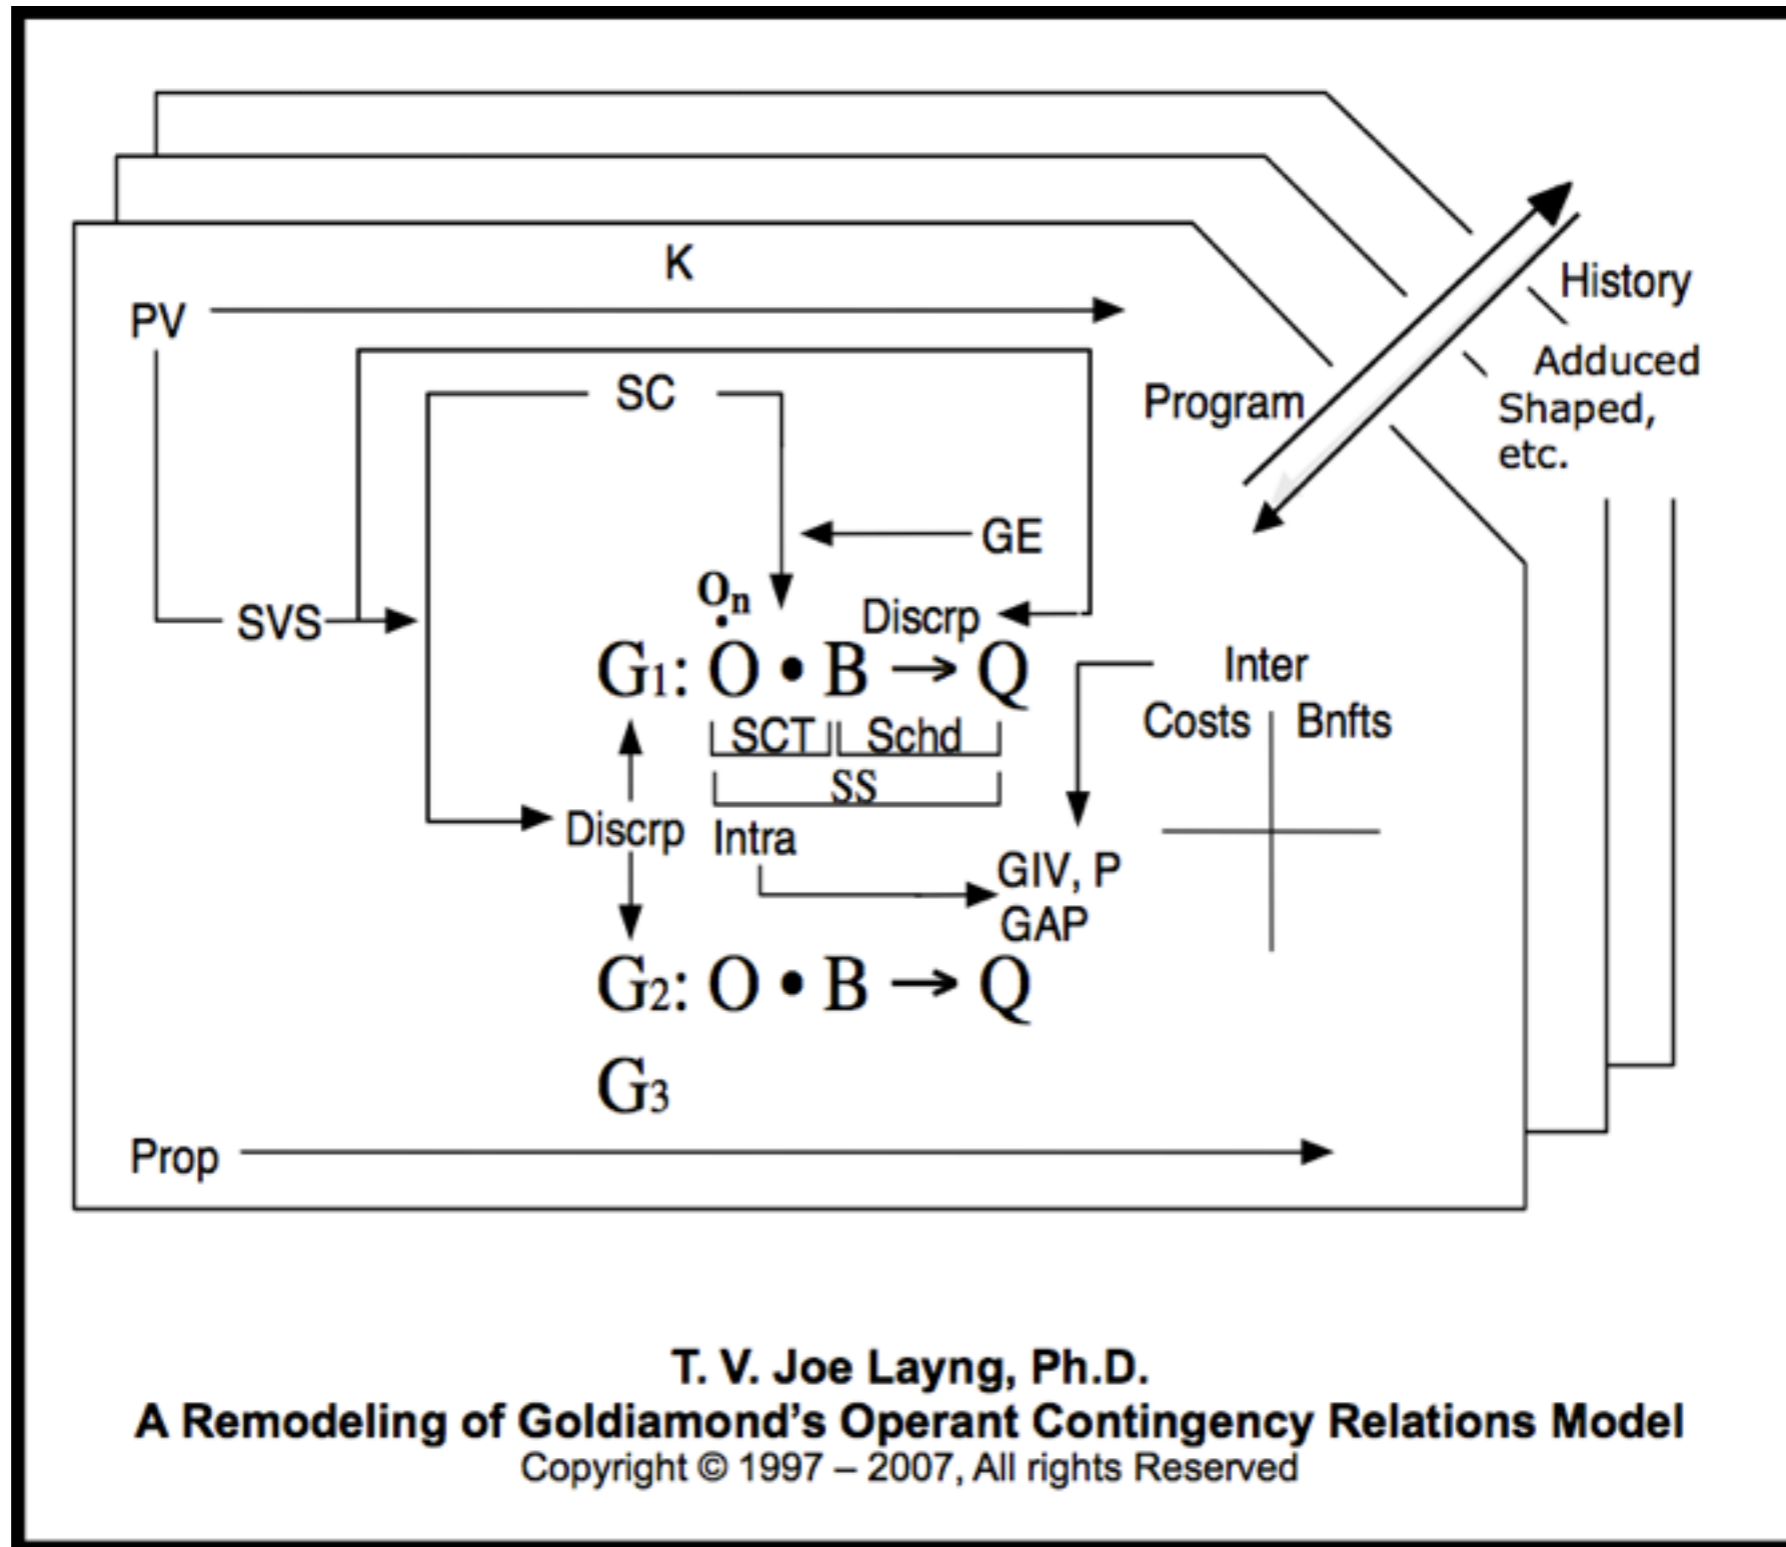 K
PV
History
SC
Adduced
Program
Shaped,
etc.
GE
On
SVS
Discrp
G1: O • B → Q
Inter
SCT Schd
Costs Bnfts
SS
Discrp
Intra
GIV, P
GAP
G2: O • B → Q
G3
Prop
T. V. Joe Layng, Ph.D.
A Remodeling of Goldiamond’s Operant Contingency Relations Model
Copyright © 1997 – 2007, All rights Reserved